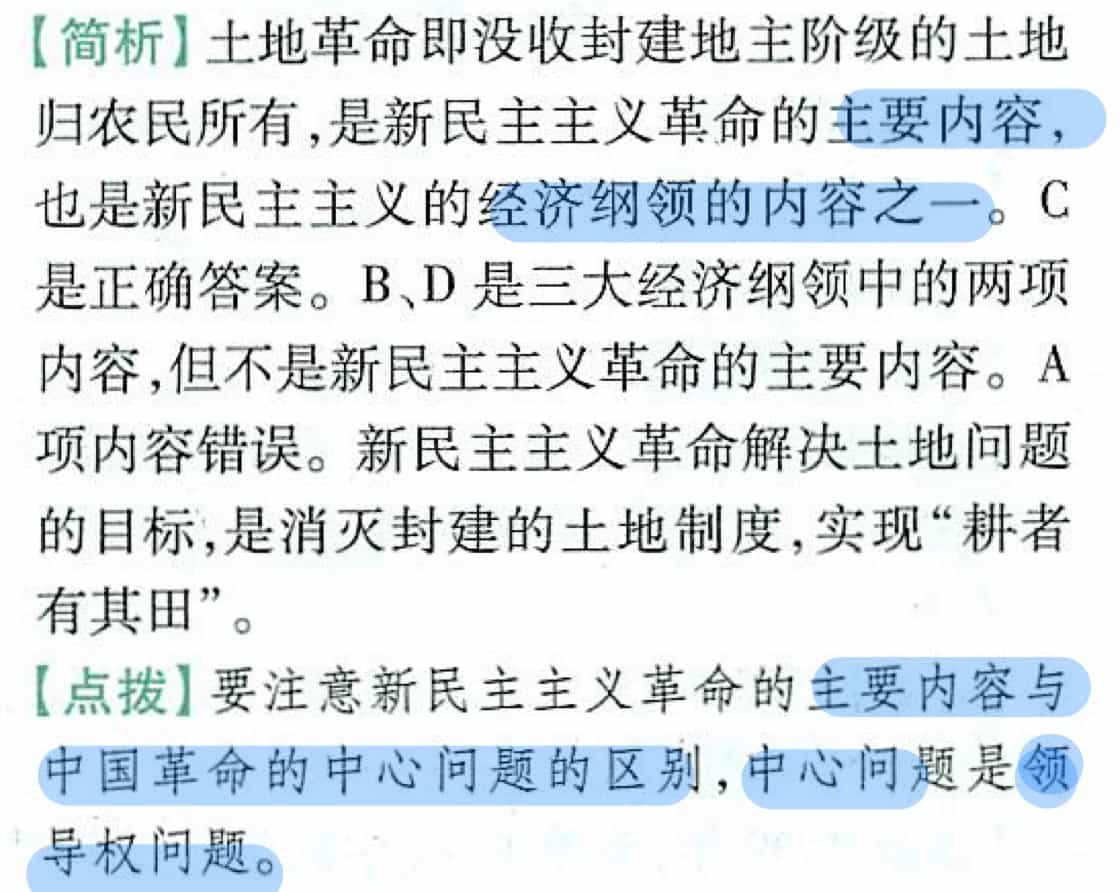 【简析】土地革命即没收封建地主阶级的土地
归农民所有,是新民主主义革命的主要内容,
也是新民主主义的经济纲领的内容之一。C
是正确答案。B、D 是三大经济纲领中的两项
内容,但不是新民主主义革命的主要内容。A
项内容错误。新民主主义革命解决土地问题
的目标,是消灭封建的土地制度,实现“耕者
有其田”。
【点拨】要注意新民主主义革命的主要内容与
中国革命的中心问题的区别,中心问题是领
导权问题。